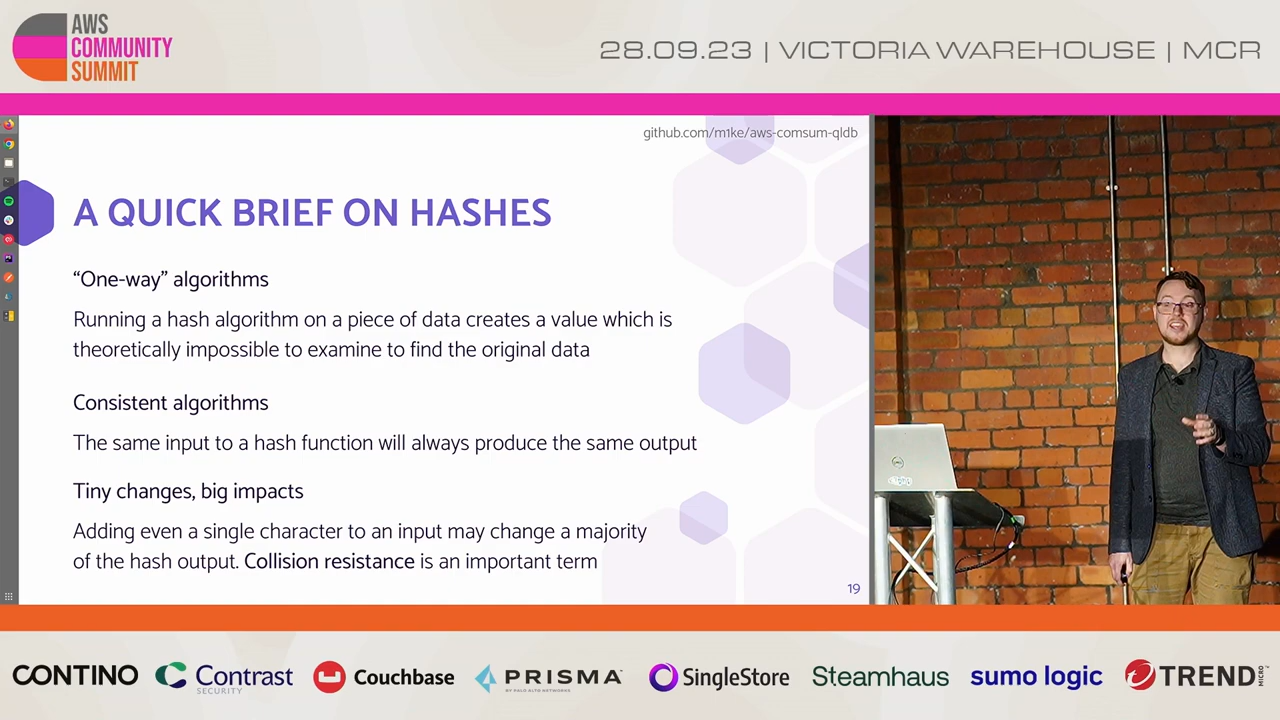 AWS
COMMUNITY
SUMMIT
28.09.23 | VICTORIA WAREHOUSE | MCR
github.com/m1ke/aws-comsum-qldb
A QUICK BRIEF ON HASHES
“One-way” algorithms
Running a hash algorithm on a piece of data creates a value which is
theoretically impossible to examine to find the original data
Consistent algorithms
The same input to a hash function will always produce the same output
Tiny changes, big impacts
Adding even a single character to an input may change a majority
of the hash output. Collision resistance is an important term
19
CONTINO
Contrast
SECURITY
Couchbase
PRISMA
BY PALO ALTO NETWORKS
SingleStore
Steamhaus
sumo logic
TREND